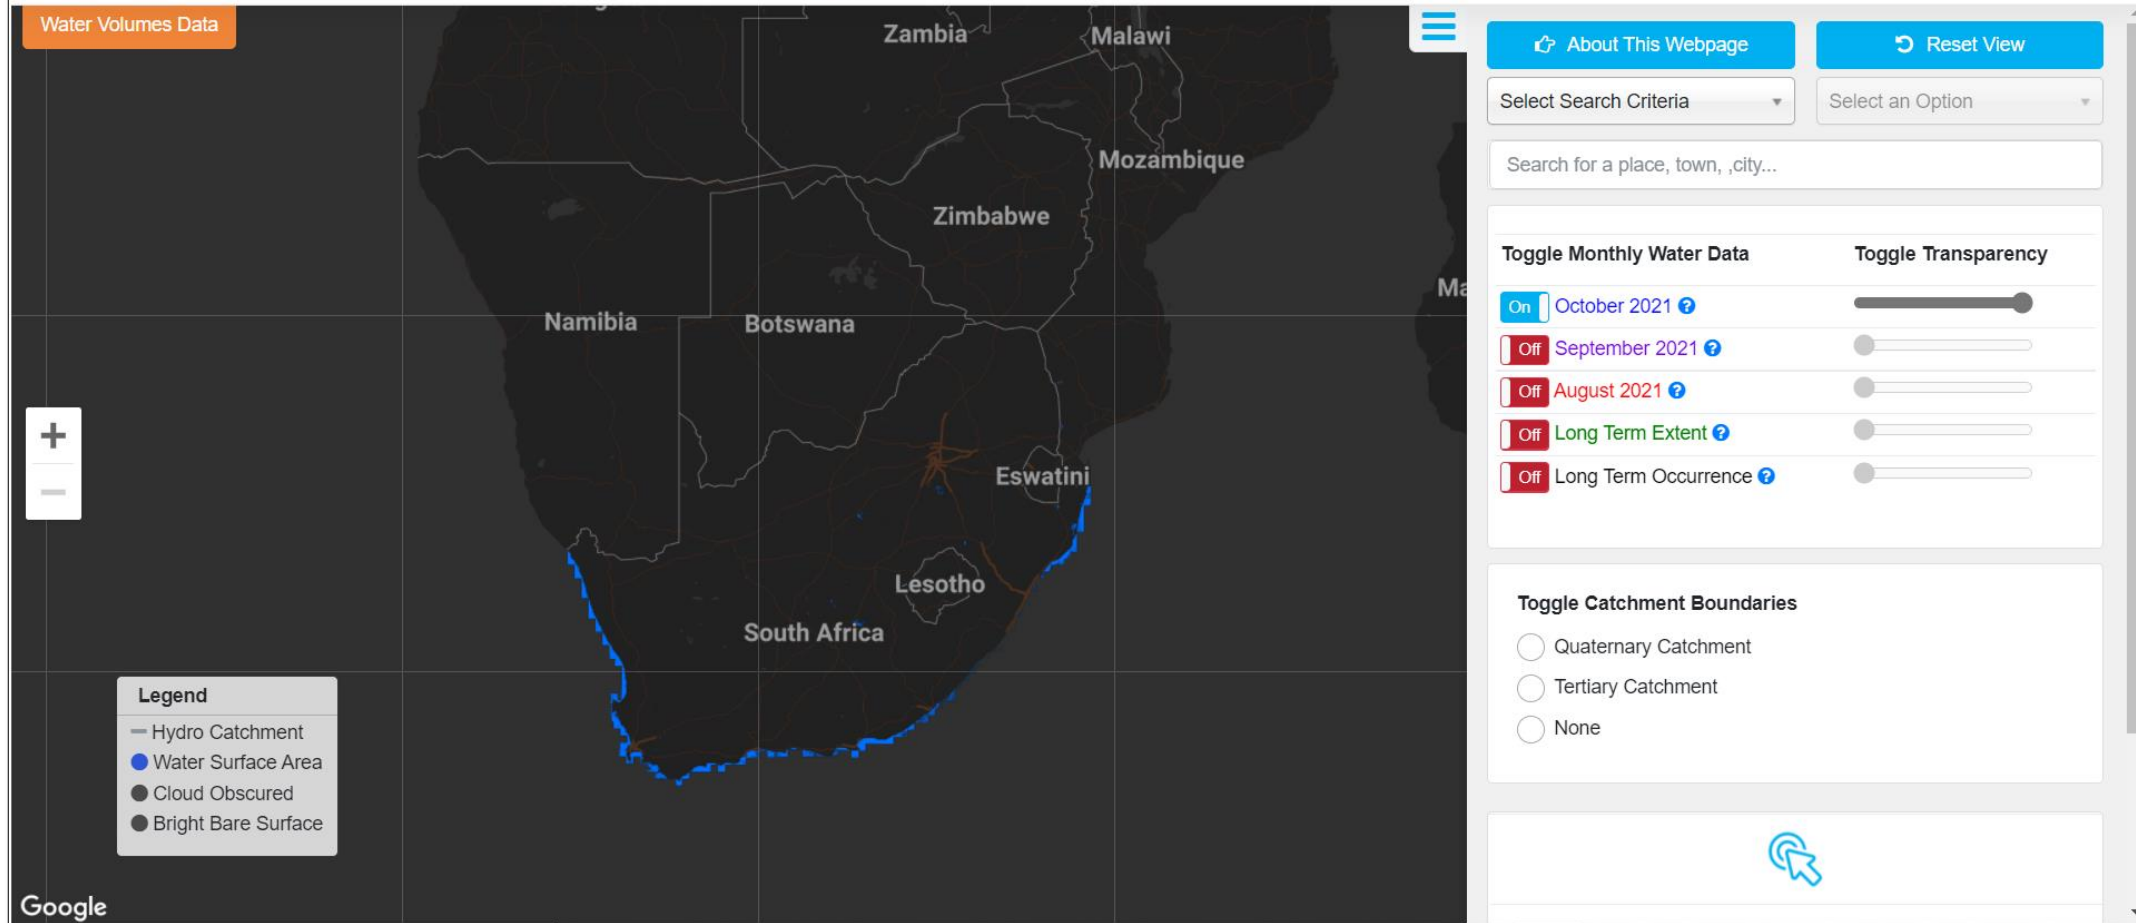 Water Volumes Data
Zambia
Malawi
Mozambique
Zimbabwe
Namibia
Botswana
Eswatini
Lesotho
South Africa
Legend
Hydro Catchment
Water Surface Area
Cloud Obscured
Bright Bare Surface
Google
About This Webpage
Reset View
Select Search Criteria
Select an Option
Search for a place, town, ,city...
Toggle Monthly Water Data
Toggle Transparency
On October 2021 ?
Off September 2021 ?
Off August 2021 ?
Off Long Term Extent ?
Off Long Term Occurrence ?
Toggle Catchment Boundaries
Quaternary Catchment
Tertiary Catchment
None